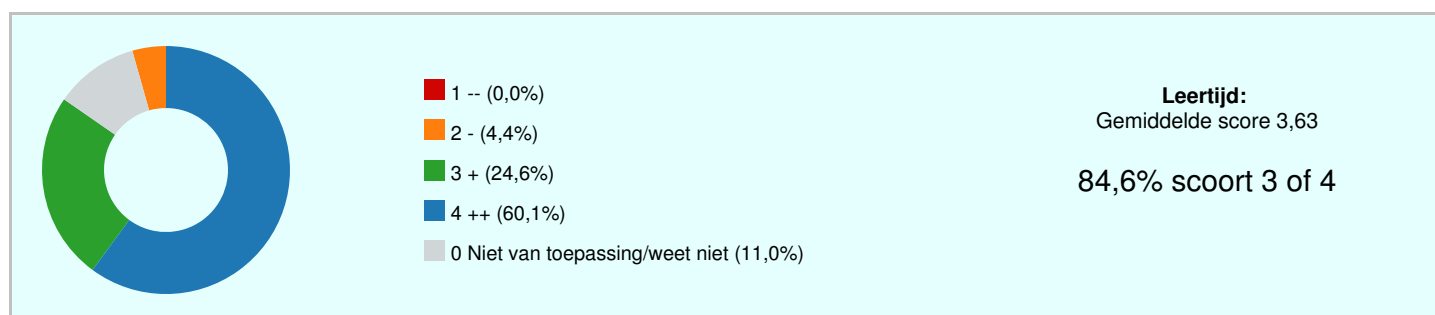 1 -- (0,0%)
2 - (4,4%)
3 + (24,6%)
4 ++ (60,1%)
0 Niet van toepassing/weet niet (11,0%)
Leertijd:
Gemiddelde score 3,63
84,6% scoort 3 of 4